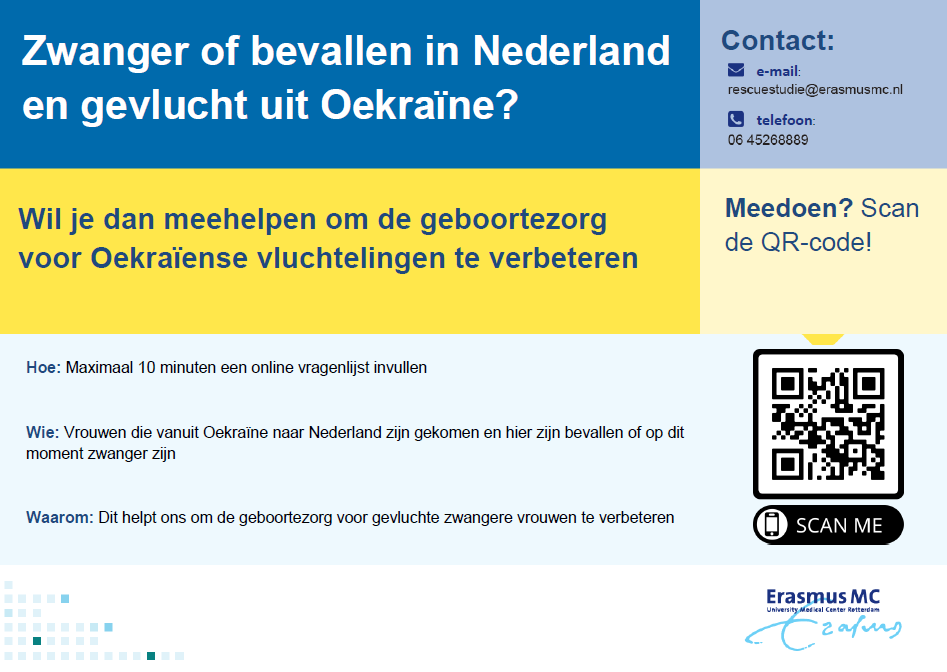 Zwanger of bevallen in Nederland
en gevlucht uit Oekraïne?
Contact:
e-mail:
rescuestudie@erasmusmc.nl
telefoon:
06 45268889
Wil je dan meehelpen om de geboortezorg
voor Oekraïense vluchtelingen te verbeteren
Meedoen? Scan
de QR-code!
Hoe: Maximaal 10 minuten een online vragenlijst invullen
Wie: Vrouwen die vanuit Oekraïne naar Nederland zijn gekomen en hier zijn bevallen of op dit
moment zwanger zijn
Waarom: Dit helpt ons om de geboortezorg voor gevluchte zwangere vrouwen te verbeteren
SCAN ME
Erasmus MC
University Medical Center Rotterdam
Erasmus